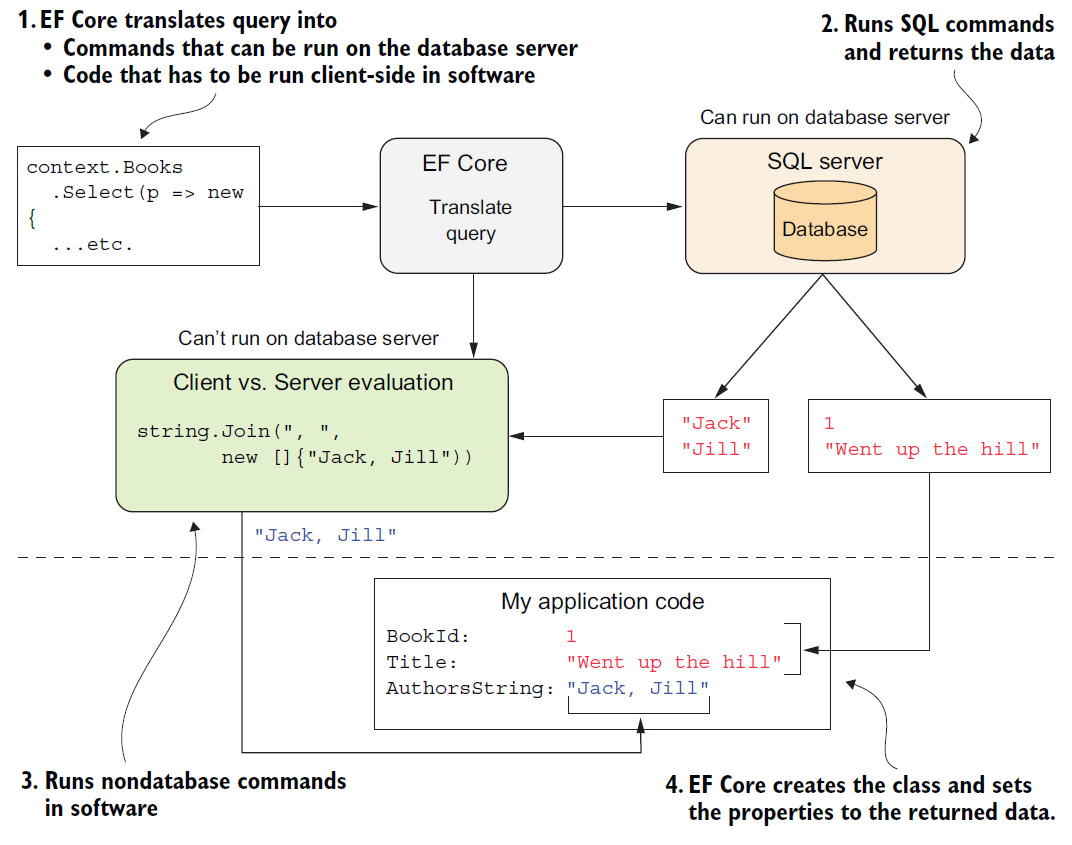 1. EF Core translates query into
• Commands that can be run on the database server
• Code that has to be run client-side in software
2. Runs SQL commands
and returns the data
Can run on database server
context.Books
.Select(p => new
{
...etc.
EF Core
Translate
query
SQL server
Database
Can't run on database server
Client vs. Server evaluation
string.Join(", ",
new []{"Jack, Jill"))
"Jack"
"Jill"
1
"Went up the hill"
"Jack, Jill"
My application code
BookId: 1
Title: "Went up the hill"
AuthorsString: "Jack, Jill"
3. Runs nondatabase commands
in software
4. EF Core creates the class and sets
the properties to the returned data.